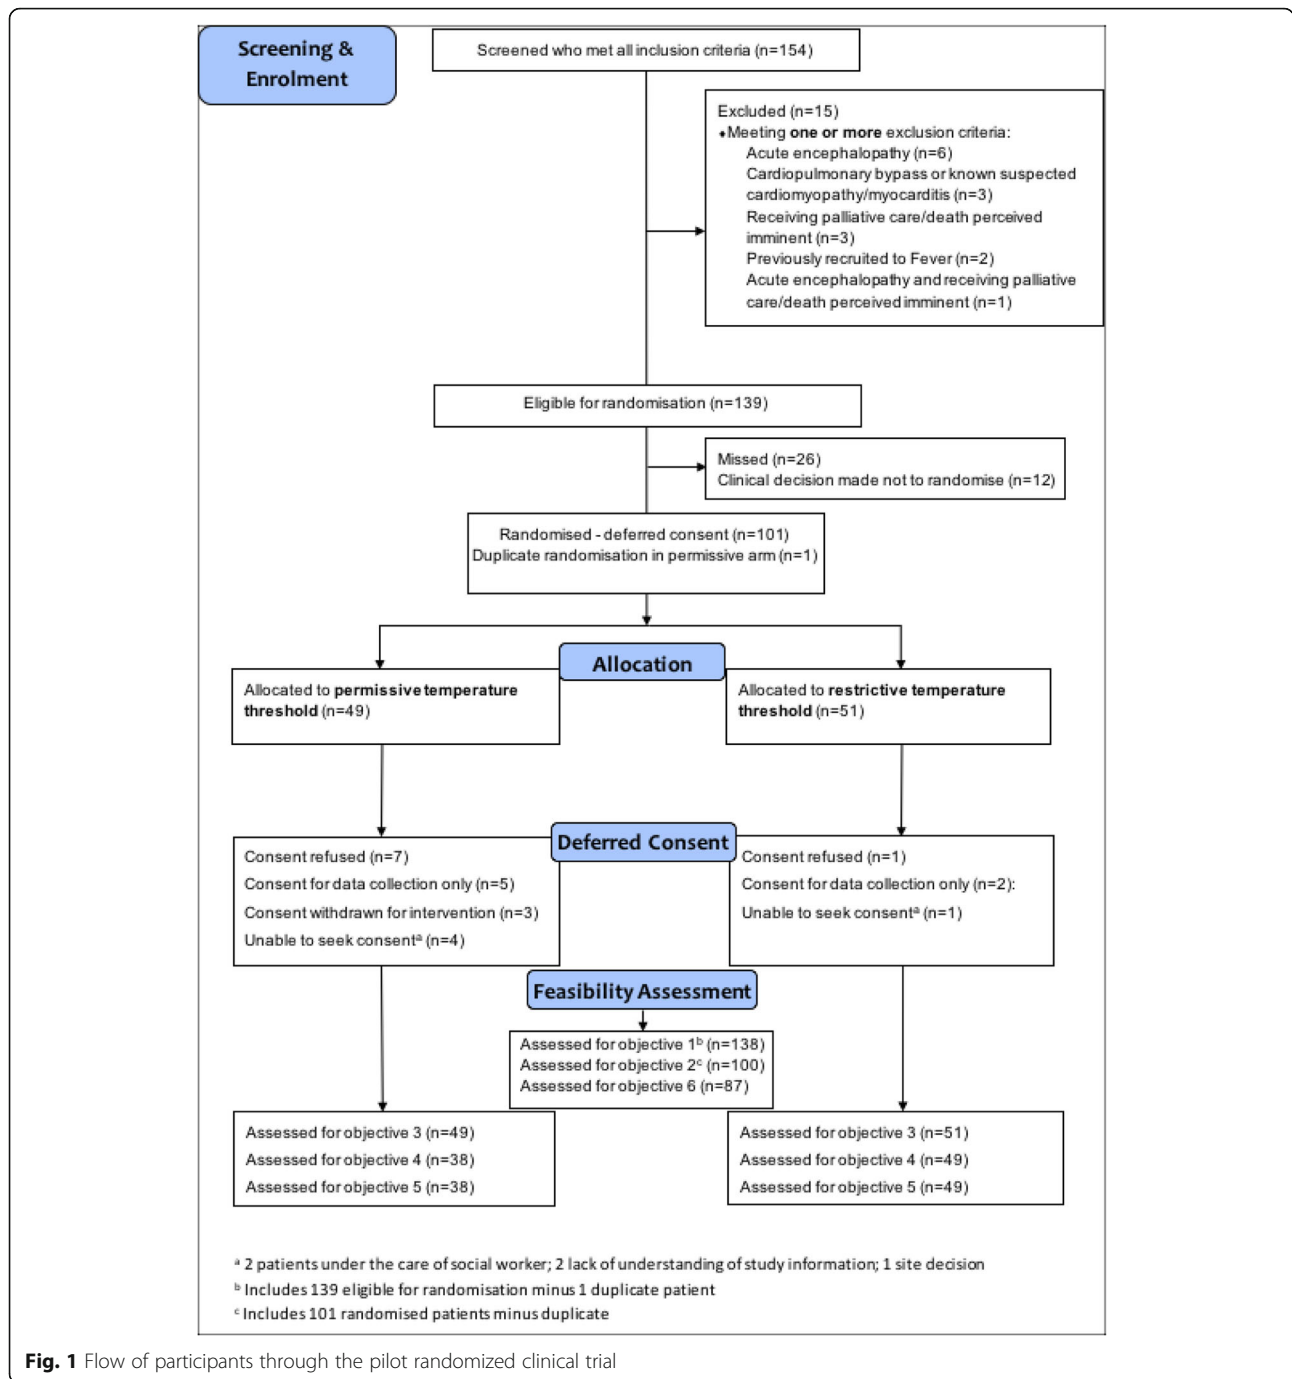 Screening &
Enrolment
Screened who met all inclusion criteria (n=154)
Excluded (n=15)
♦Meeting one or more exclusion criteria:
Acute encephalopathy (n=6)
Cardiopulmonary bypass or known suspected
cardiomyopathy/myocarditis (n=3)
Receiving palliative care/death perceived
imminent (n=3)
Previously recruited to Fever (n=2)
Acute encephalopathy and receiving palliative
care/death perceived imminent (n=1)
Eligible for randomisation (n=139)
Missed (n=26)
Clinical decision made not to randomise (n=12)
Randomised - deferred consent (n=101)
Duplicate randomisation in permissive arm (n=1)
Allocation
Allocated to permissive temperature
threshold (n=49)
Allocated to restrictive temperature
threshold (n=51)
Deferred Consent
Consent refused (n=7)
Consent for data collection only (n=5)
Consent withdrawn for intervention (n=3)
Unable to seek consentᵃ (n=4)
Consent refused (n=1)
Consent for data collection only (n=2):
Unable to seek consentᵃ (n=1)
Feasibility Assessment
Assessed for objective 1ᵇ (n=138)
Assessed for objective 2ᶜ (n=100)
Assessed for objective 6 (n=87)
Assessed for objective 3 (n=49)
Assessed for objective 4 (n=38)
Assessed for objective 5 (n=38)
Assessed for objective 3 (n=51)
Assessed for objective 4 (n=49)
Assessed for objective 5 (n=49)
ᵃ 2 patients under the care of social worker; 2 lack of understanding of study information; 1 site decision
ᵇ Includes 139 eligible for randomisation minus 1 duplicate patient
ᶜ Includes 101 randomised patients minus duplicate
Fig. 1 Flow of participants through the pilot randomized clinical trial